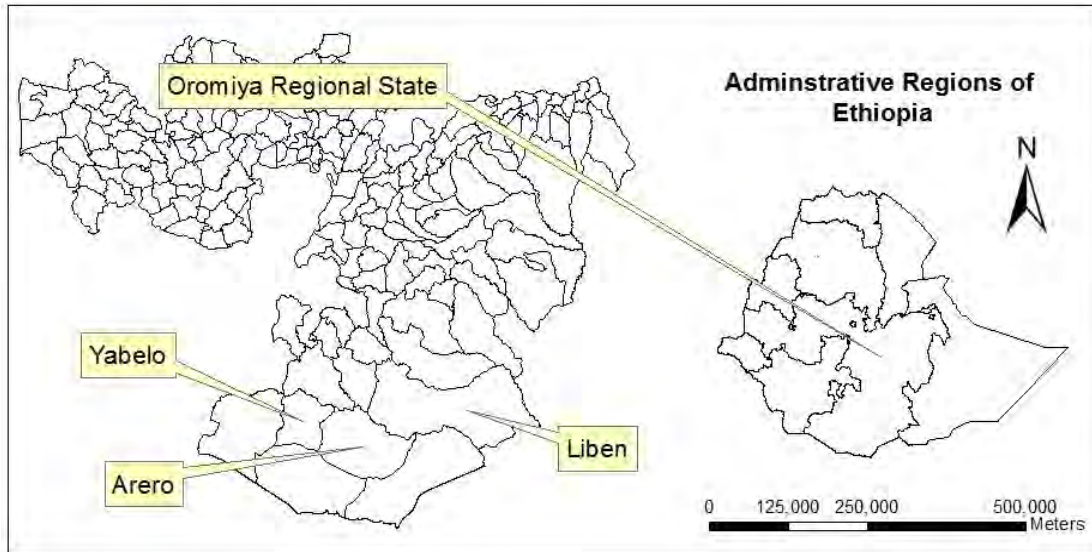 Oromiya Regional State
Adminstrative Regions of
Ethiopia
N
Yabelo
Liben
Arero
0 125,000 250,000 500,000
Meters